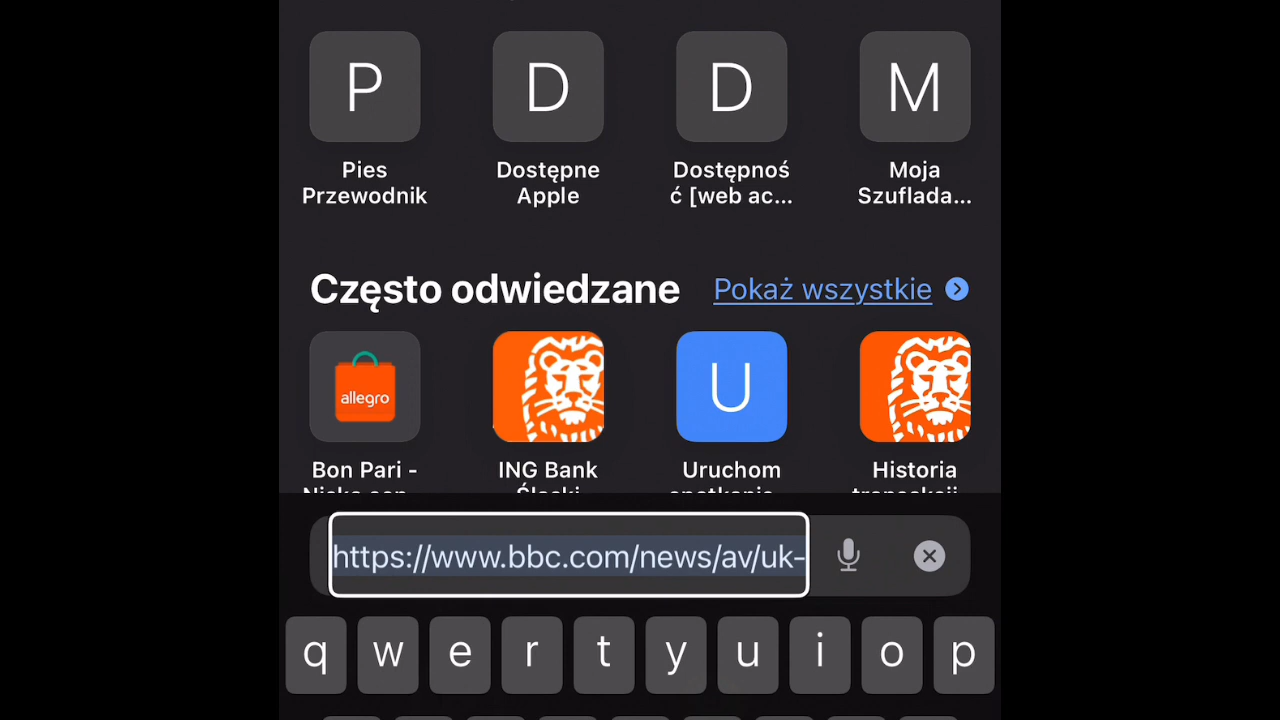 P D D M
Pies Dostępne Dostępnoś Moja
Przewodnik Apple ć [web ac... Szuflada...
Często odwiedzane Pokaż wszystkie
allegro U
Bon Pari - ING Bank Uruchom Historia
https://www.bbc.com/news/av/uk-
q w e r t y u i o p